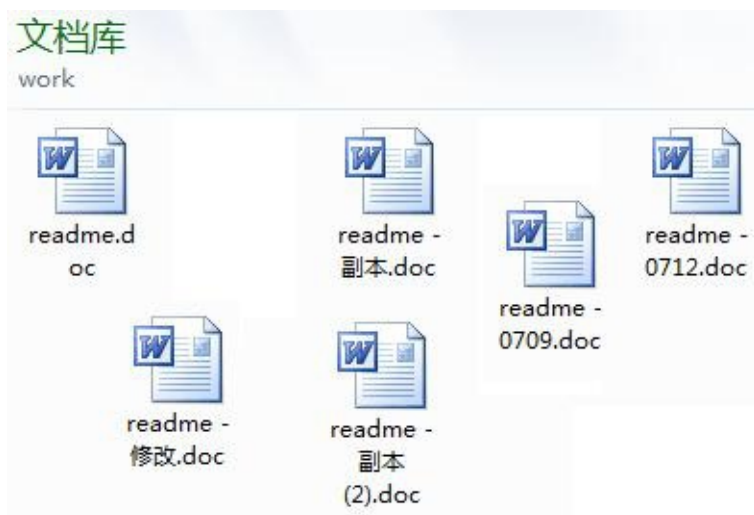 文档库
work
readme.d
oc
readme -
副本.doc
readme -
0709.doc
readme -
0712.doc
readme -
修改.doc
readme -
副本
(2).doc